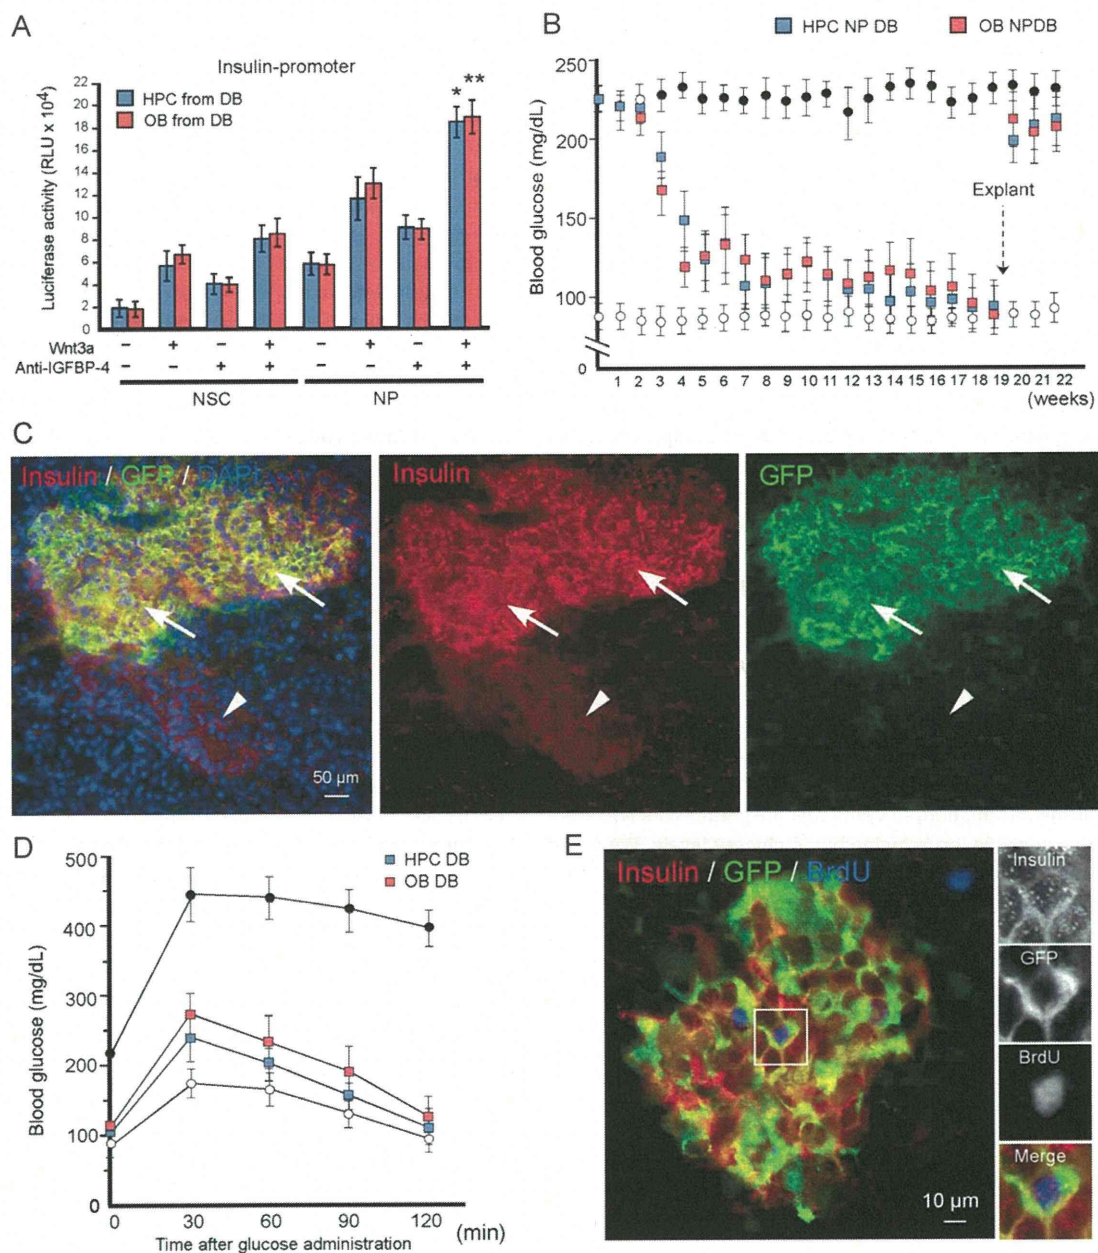 A
Insulin-promoter
HPC from DB
OB from DB
Luciferase activity (RLU x 10⁴)
22
20
18
16
14
12
10
8
6
4
2
0
* **
Wnt3a − + − + − + − +
Anti-IGFBP-4 − − + + − − + +
NSC NP
B
HPC NP DB OB NPDB
Blood glucose (mg/dL)
250
200
150
100
0
Explant
1 2 3 4 5 6 7 8 9 10 11 12 13 14 15 16 17 18 19 20 21 22
(weeks)
C
Insulin / GFP / DAPI
50 µm
Insulin
GFP
D
HPC DB
OB DB
Blood glucose (mg/dL)
500
400
300
200
100
0
0 30 60 90 120 (min)
Time after glucose administration
E
Insulin / GFP / BrdU
10 µm
Insulin
GFP
BrdU
Merge